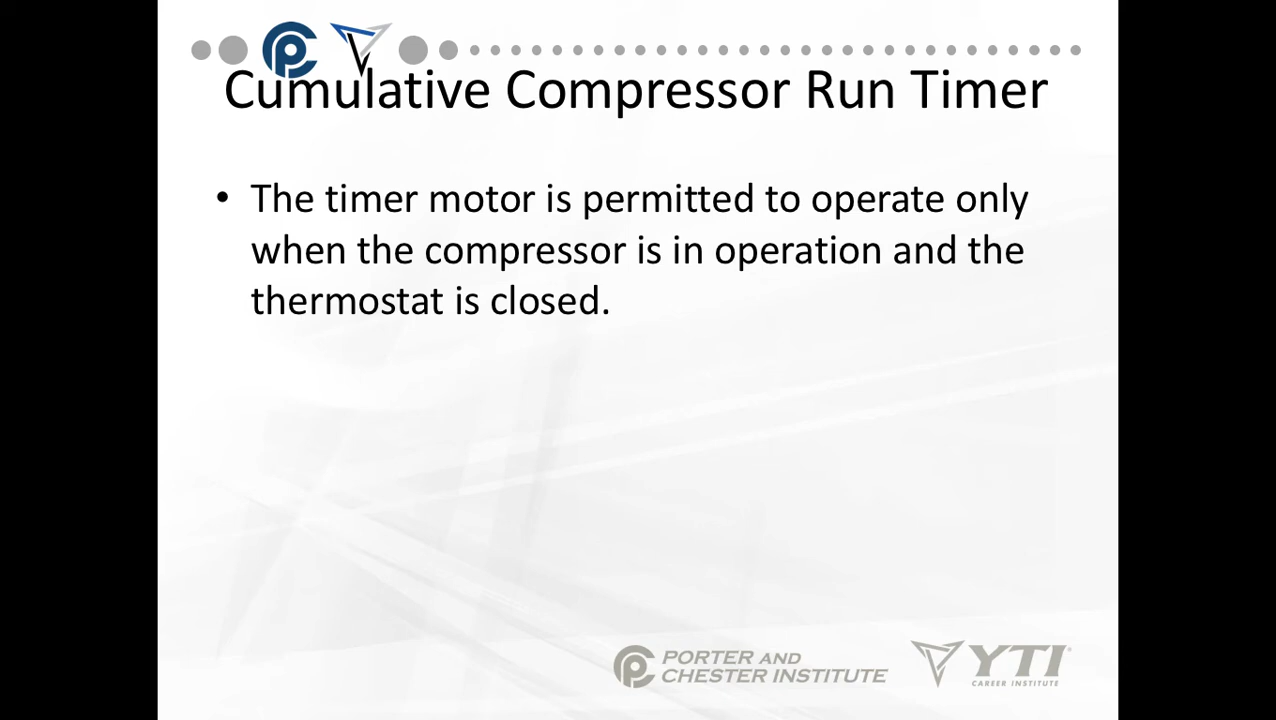 Cumulative Compressor Run Timer
• The timer motor is permitted to operate only
when the compressor is in operation and the
thermostat is closed.
PORTER AND
CHESTER INSTITUTE
YTI
CAREER INSTITUTE